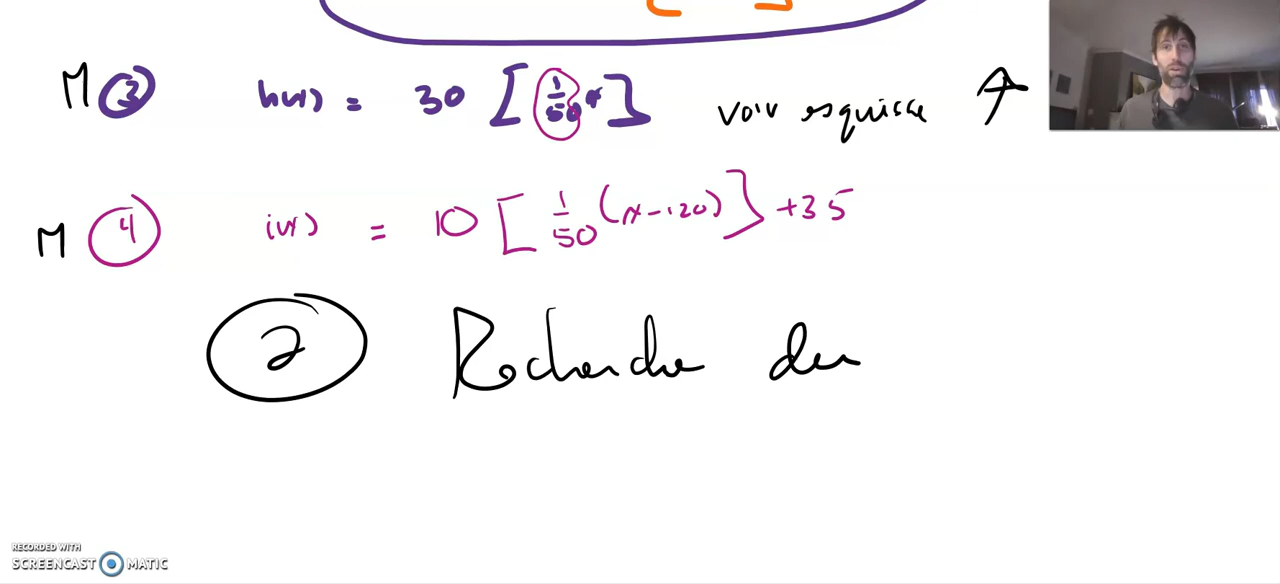 M ③ h(x) = 30 [1/50 x] voir esquisse ↑
M ④ i(x) = 10 [1/50 (x-120)] +35
② Recherche des
RECORDED WITH
SCREENCAST MATIC